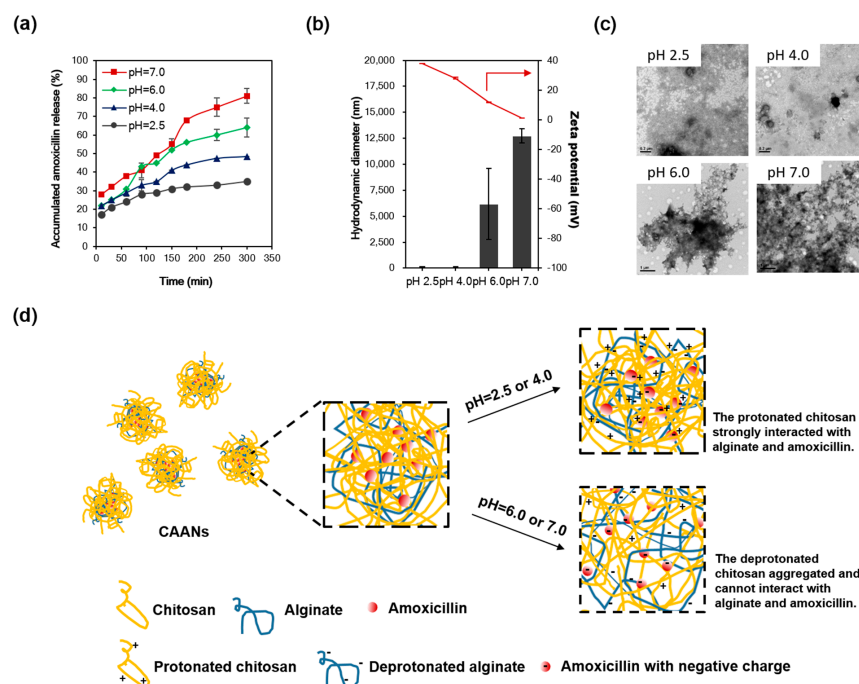 (a)
Accumulated amoxicillin release (%)
100
90
80
70
60
50
40
30
20
10
0
pH=7.0
pH=6.0
pH=4.0
pH=2.5
0 50 100 150 200 250 300 350
Time (min)
(b)
Hydrodynamic diameter (nm)
20,000
17,500
15,000
12,500
10,000
7,500
5,000
2,500
0
40
20
0
-20
-40
-60
-80
-100
Zeta potential (mV)
pH 2.5 pH 4.0 pH 6.0 pH 7.0
(c)
pH 2.5
pH 4.0
pH 6.0
pH 7.0
(d)
CAANs
pH=2.5 or 4.0
pH=6.0 or 7.0
The protonated chitosan
strongly interacted with
alginate and amoxicillin.
The deprotonated
chitosan aggregated and
cannot interact with
alginate and amoxicillin.
Chitosan
Alginate
Amoxicillin
Protonated chitosan
Deprotonated alginate
Amoxicillin with negative charge